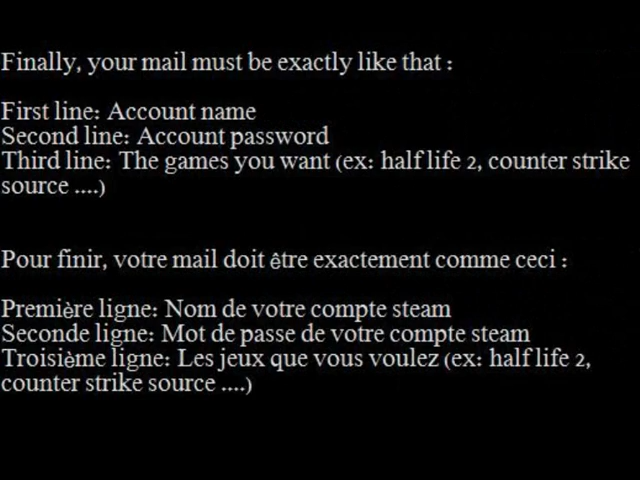 Finally, your mail must be exactly like that :
First line: Account name
Second line: Account password
Third line: The games you want (ex: half life 2, counter strike
source ....)
Pour finir, votre mail doit être exactement comme ceci :
Première ligne: Nom de votre compte steam
Seconde ligne: Mot de passe de votre compte steam
Troisième ligne: Les jeux que vous voulez (ex: half life 2,
counter strike source ....)